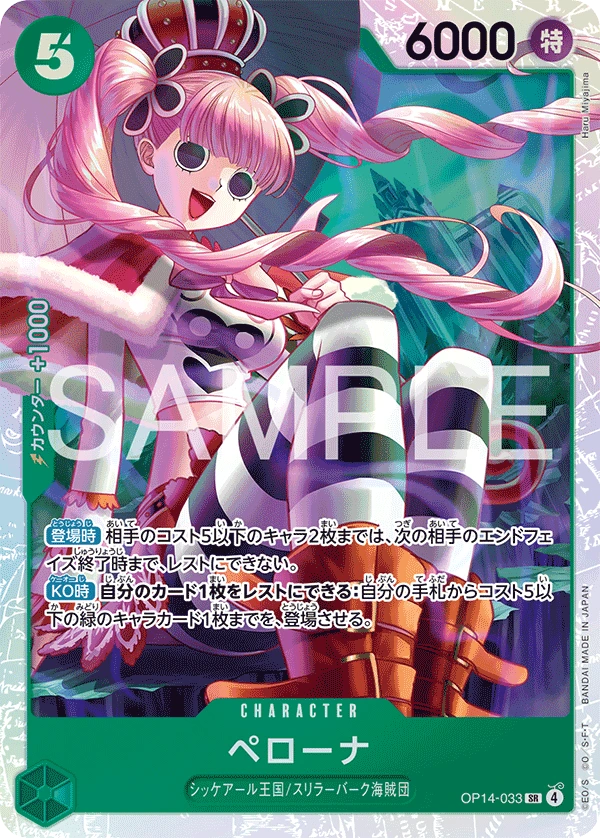 5
6000
特
Haru Miyajima
カウンター +1000
SAMPLE
登場時 相手のコスト5以下のキャラ2枚までは、次の相手のエンドフェ
イズ終了時まで、レストにできない。
KO時 自分のカード1枚をレストにできる:自分の手札からコスト5以
下の緑のキャラカード1枚までを、登場させる。
CHARACTER
ペローナ
シッケアール王国/スリラーバーク海賊団
OP14-033 SR 4
©E.O/S. ©O./S.・F・T BANDAI MADE IN JAPAN